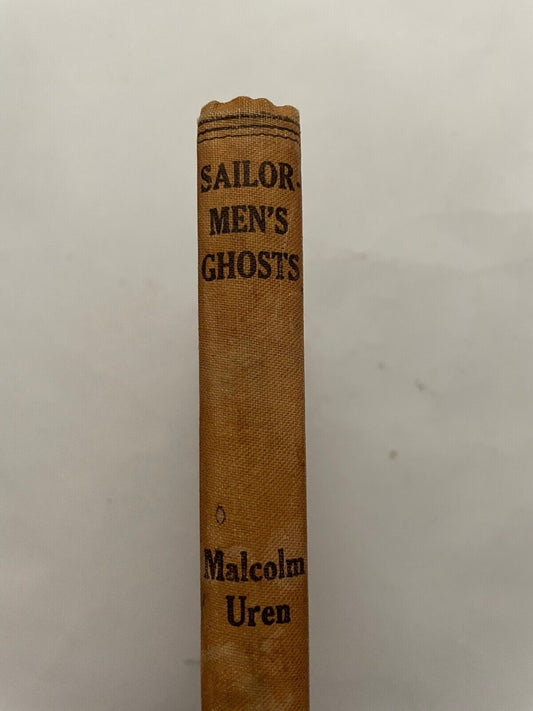 SAILOR-
MEN'S
GHOSTS
Malcolm
Uren